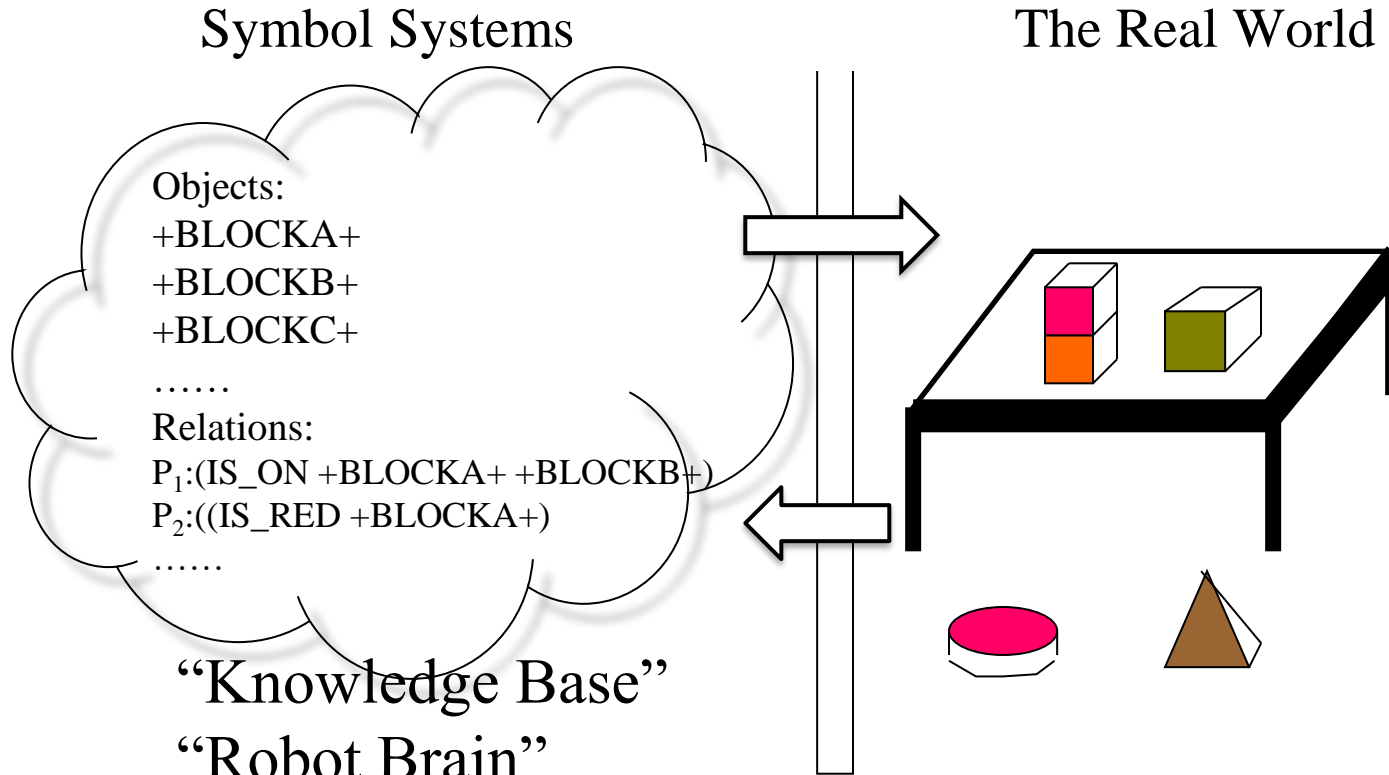 Symbol Systems
The Real World
Objects:
+BLOCKA+
+BLOCKB+
+BLOCKC+
……
Relations:
P₁:(IS_ON +BLOCKA+ +BLOCKB+)
P₂:((IS_RED +BLOCKA+)
……
“Knowledge Base”
“Robot Brain”